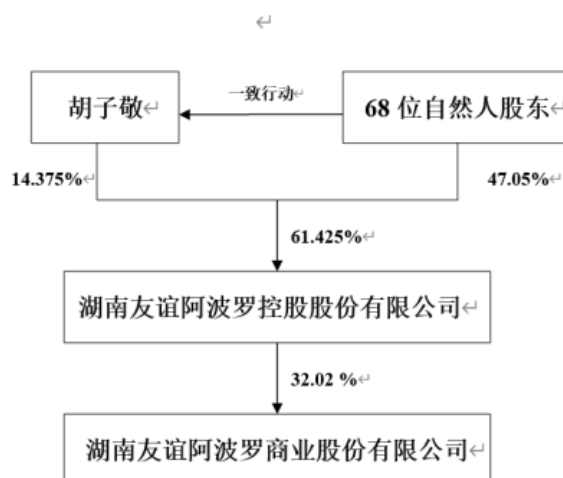 一致行动
胡子敬
68 位自然人股东
14.375%
47.05%
61.425%
湖南友谊阿波罗控股股份有限公司
32.02 %
湖南友谊阿波罗商业股份有限公司